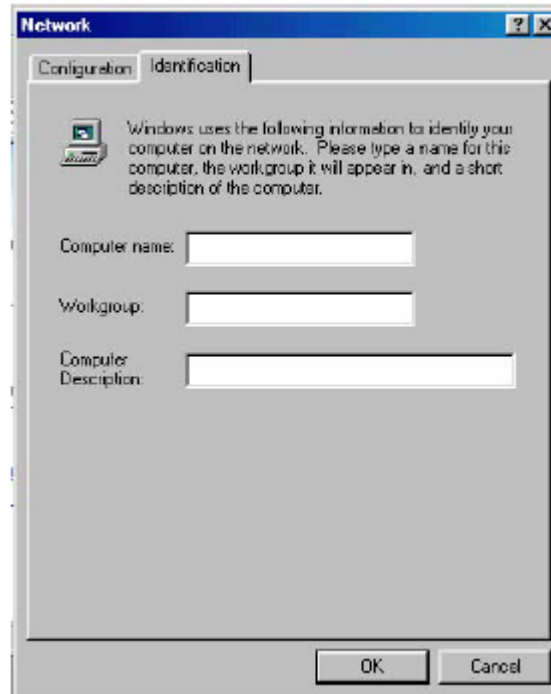 Network
Configuration Identification
Windows uses the following information to identify your
computer on the network. Please type a name for this
computer, the workgroup it will appear in, and a short
description of the computer.
Computer name:
Workgroup:
Computer
Description:
OK Cancel